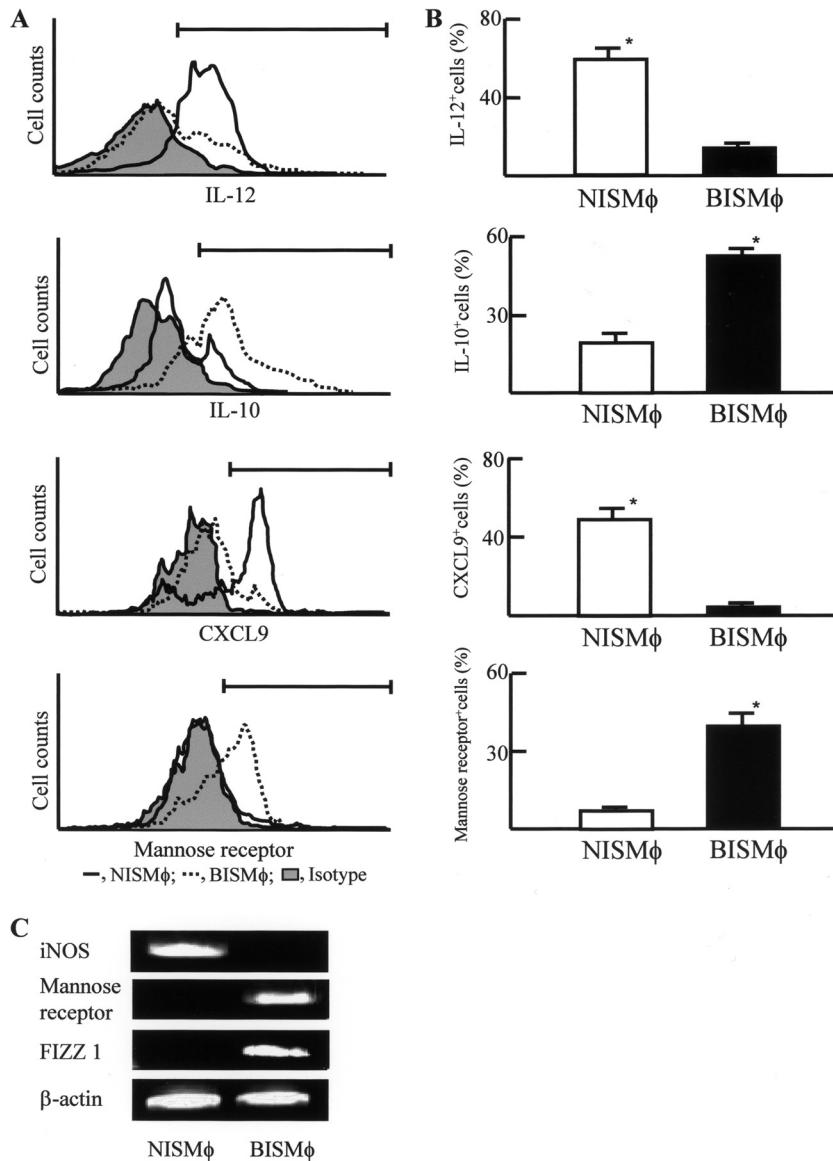 A
Cell counts
IL-12
Cell counts
IL-10
Cell counts
CXCL9
Cell counts
Mannose receptor
, NISMϕ; , BISMϕ; , Isotype
B
IL-12⁺cells (%)
80
40
NISMϕ BISMϕ
*
IL-10⁺cells (%)
60
30
NISMϕ BISMϕ
*
CXCL9⁺cells (%)
80
40
NISMϕ BISMϕ
*
Mannose receptor⁺cells (%)
60
30
NISMϕ BISMϕ
*
C
iNOS
Mannose
receptor
FIZZ 1
β-actin
NISMϕ BISMϕ